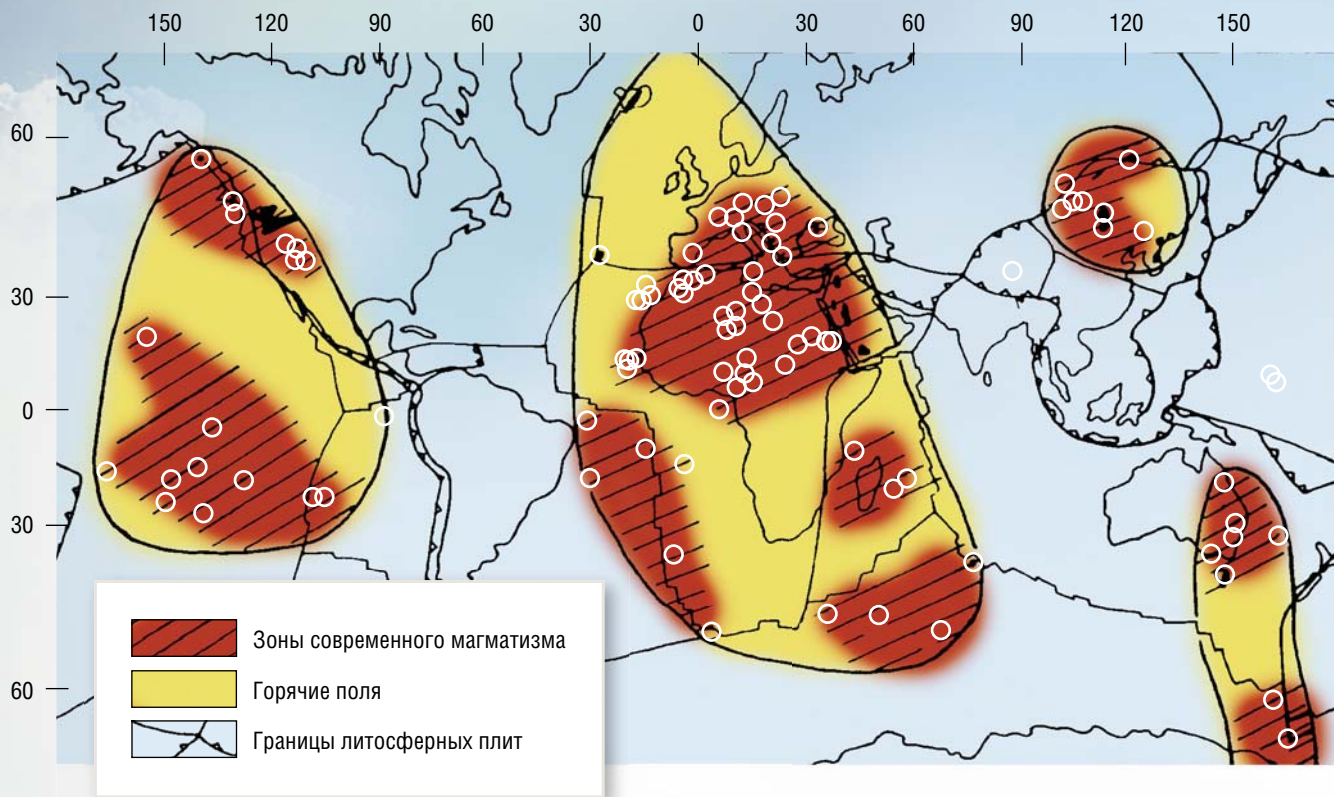 150 120 90 60 30 0 30 60 90 120 150
60
30
0
30
60
Зоны современного магматизма
Горячие поля
Границы литосферных плит